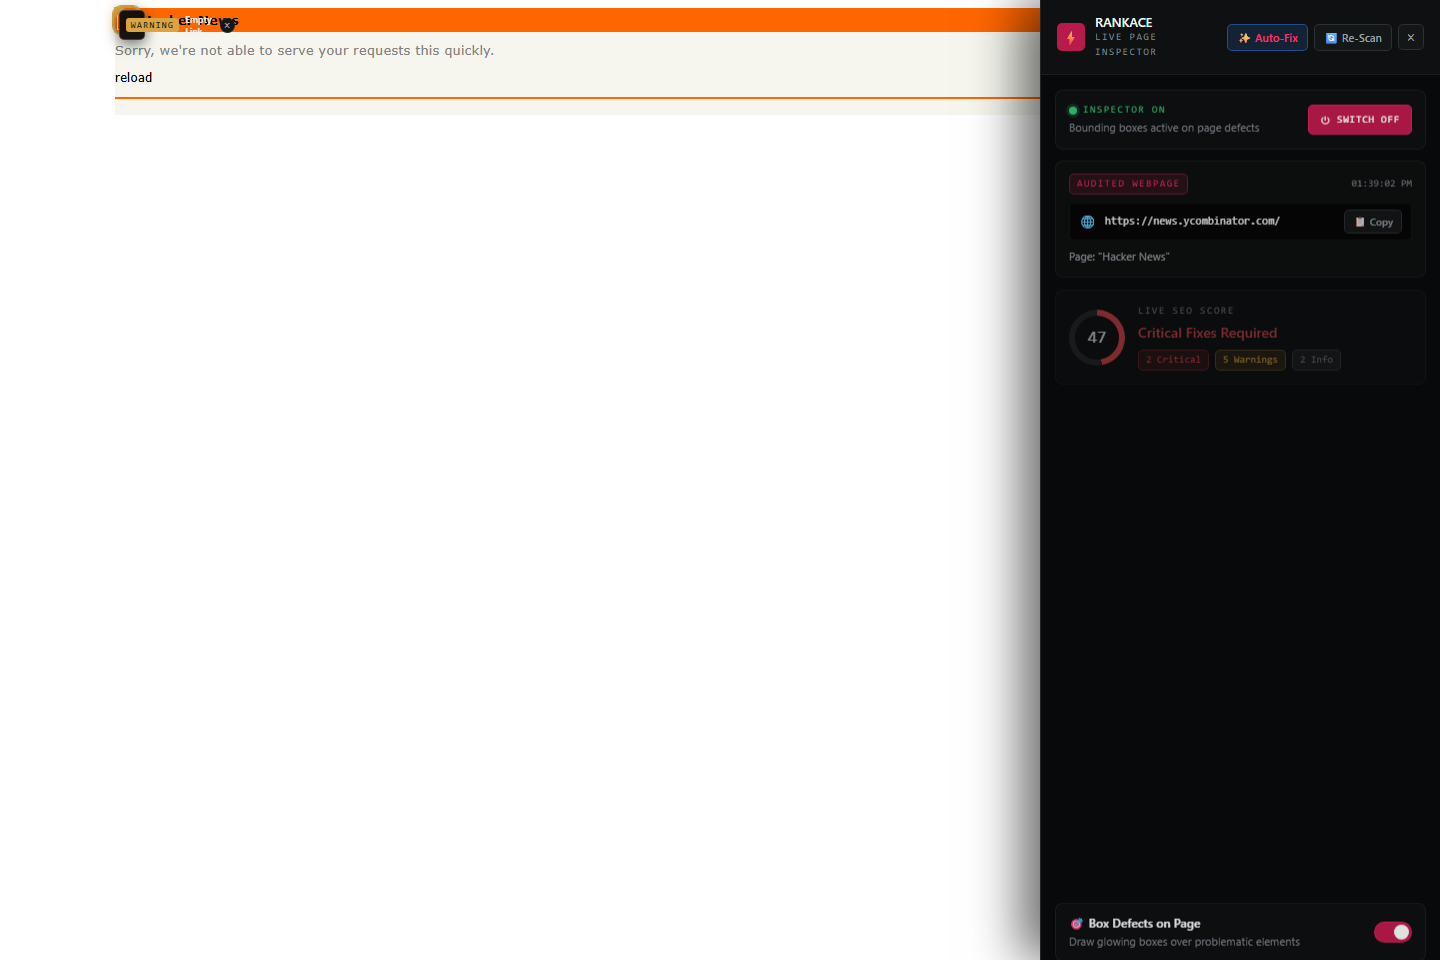 WARNING
Empty
Link
×
Sorry, we're not able to serve your requests this quickly.
reload
RANKACE
LIVE PAGE
INSPECTOR
Auto-Fix
Re-Scan
×
INSPECTOR ON
Bounding boxes active on page defects
SWITCH OFF
AUDITED WEBPAGE
01:39:02 PM
https://news.ycombinator.com/
Copy
Page: "Hacker News"
47
LIVE SEO SCORE
Critical Fixes Required
2 Critical
5 Warnings
2 Info
Box Defects on Page
Draw glowing boxes over problematic elements